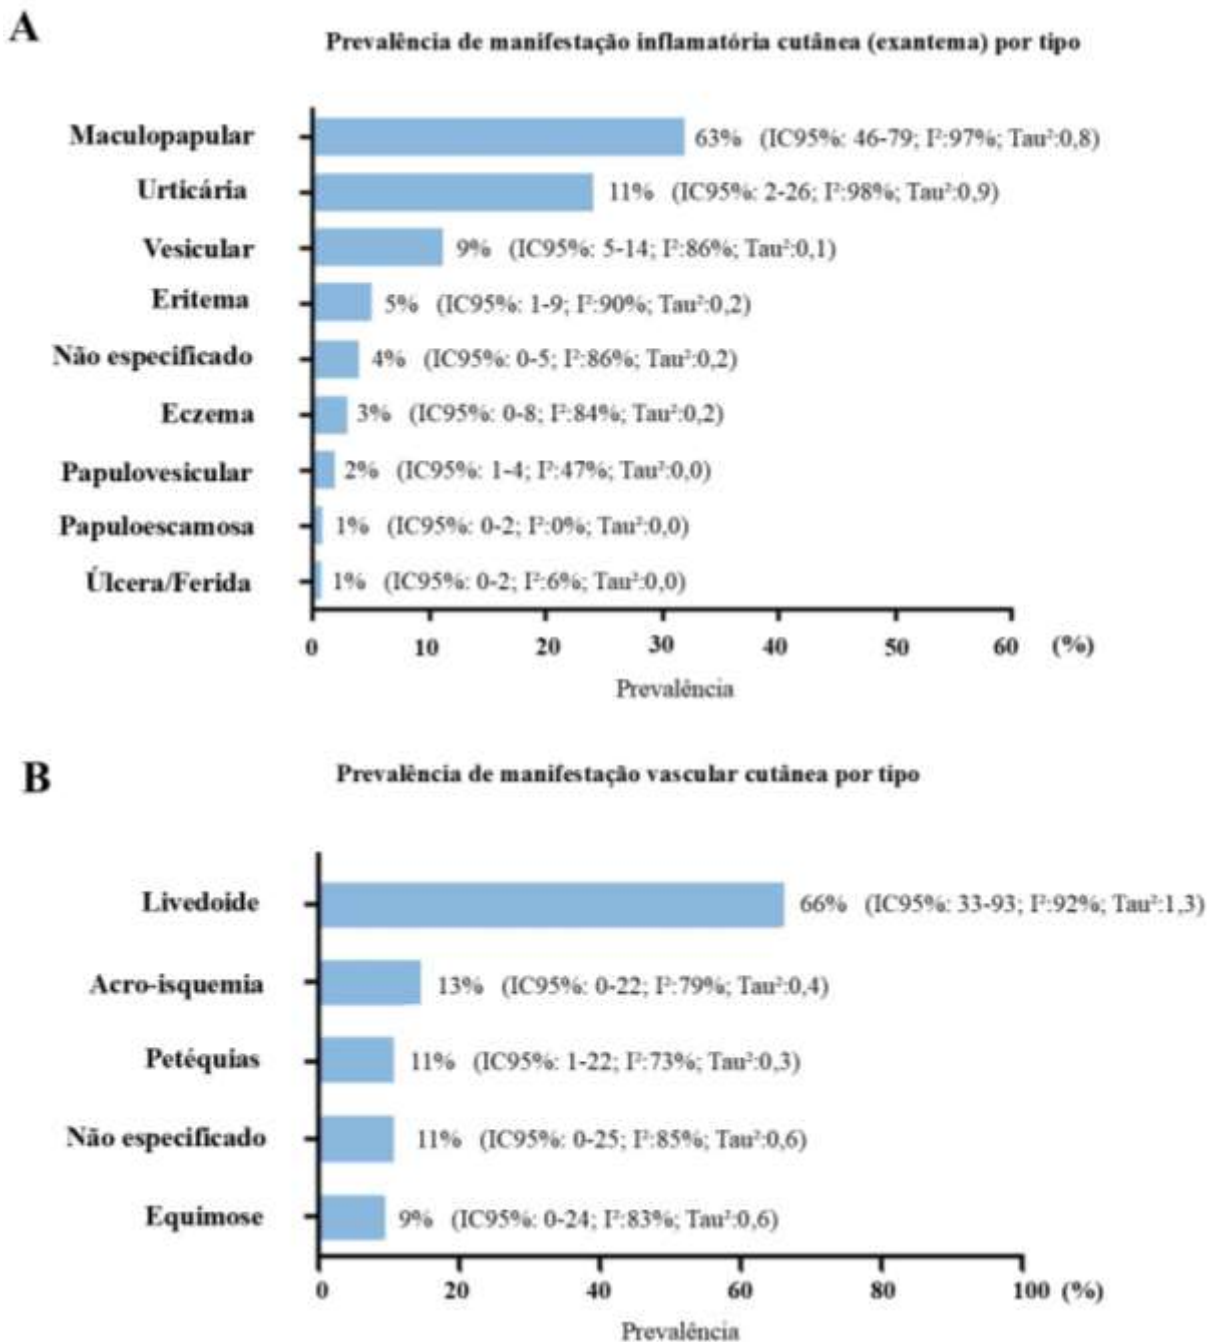 A
Prevalência de manifestação inflamatória cutânea (exantema) por tipo
Maculopapular 63% (IC95%: 46-79; I²:97%; Tau²:0,8)
Urticária 11% (IC95%: 2-26; I²:98%; Tau²:0,9)
Vesicular 9% (IC95%: 5-14; I²:86%; Tau²:0,1)
Eritema 5% (IC95%: 1-9; I²:90%; Tau²:0,2)
Não especificado 4% (IC95%: 0-5; I²:86%; Tau²:0,2)
Eczema 3% (IC95%: 0-8; I²:84%; Tau²:0,2)
Papulovesicular 2% (IC95%: 1-4; I²:47%; Tau²:0,0)
Papuloescamosa 1% (IC95%: 0-2; I²:0%; Tau²:0,0)
Úlcera/Ferida 1% (IC95%: 0-2; I²:6%; Tau²:0,0)
0 10 20 30 40 50 60 (%)
Prevalência
B
Prevalência de manifestação vascular cutânea por tipo
Livedoide 66% (IC95%: 33-93; I²:92%; Tau²:1,3)
Acro-isquemia 13% (IC95%: 0-22; I²:79%; Tau²:0,4)
Petéquias 11% (IC95%: 1-22; I²:73%; Tau²:0,3)
Não especificado 11% (IC95%: 0-25; I²:85%; Tau²:0,6)
Equimose 9% (IC95%: 0-24; I²:83%; Tau²:0,6)
0 20 40 60 80 100 (%)
Prevalência